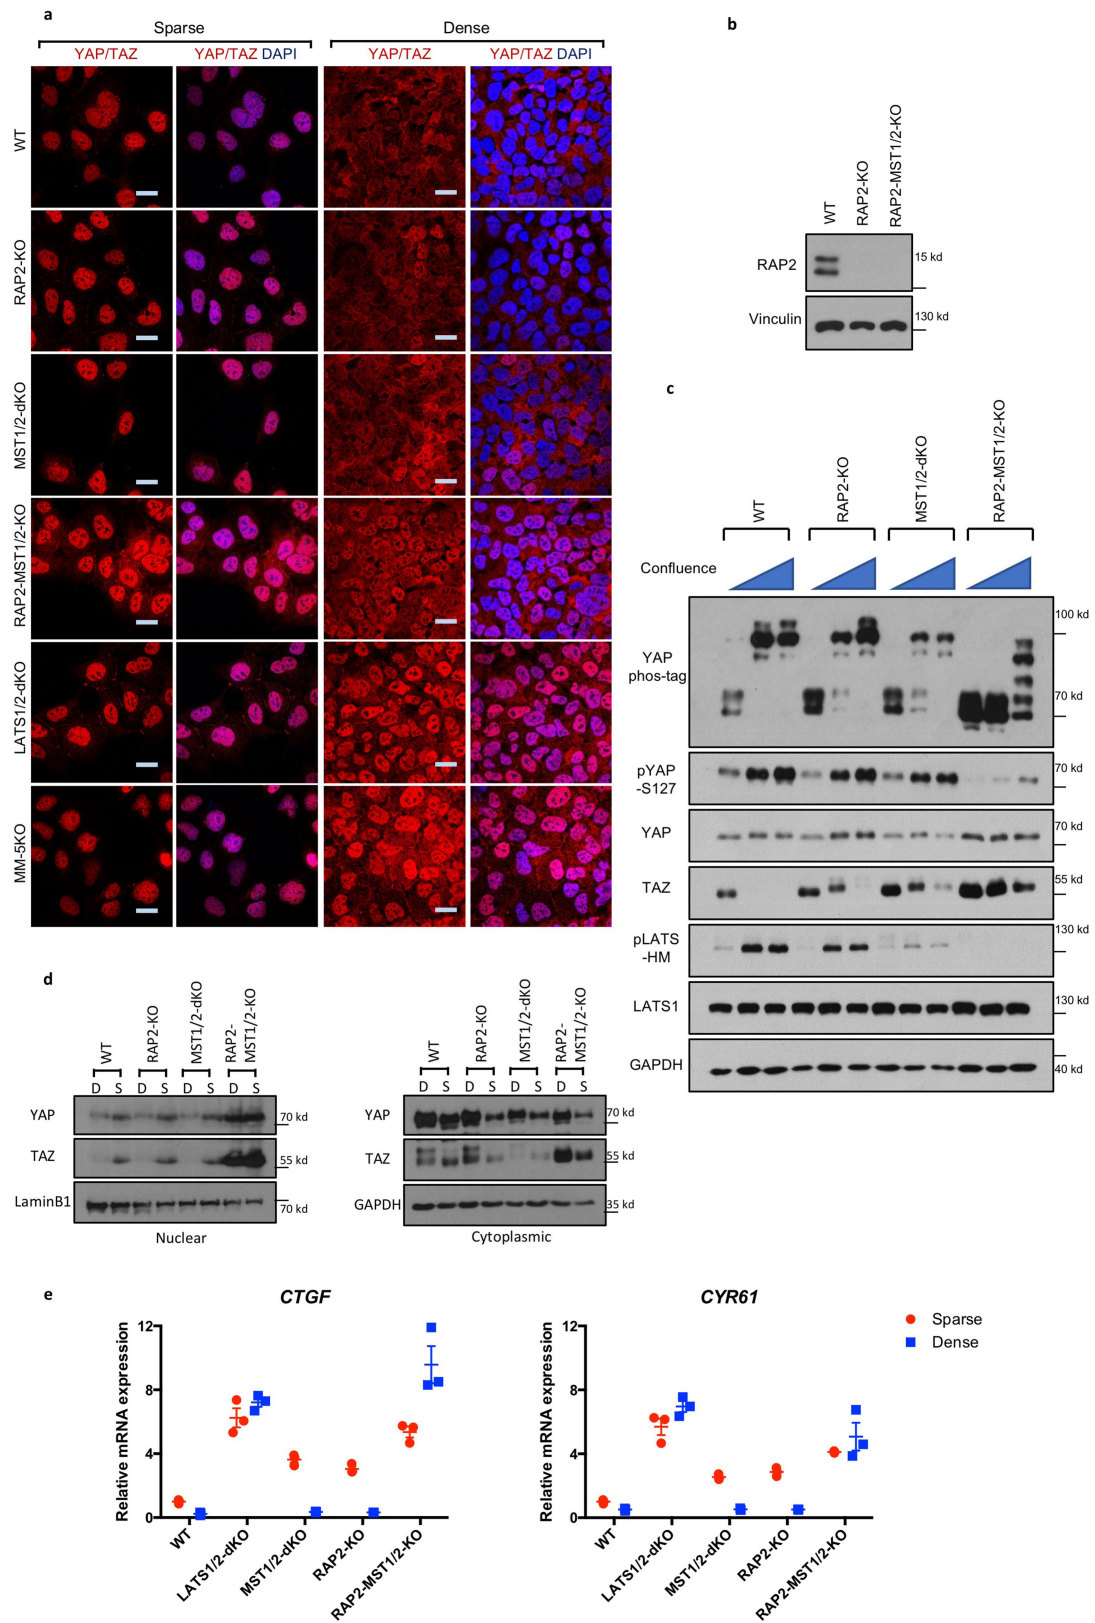 a
Sparse Dense
YAP/TAZ YAP/TAZ DAPI YAP/TAZ YAP/TAZ DAPI
WT
RAP2-KO
MST1/2-dKO
RAP2-MST1/2-KO
LATS1/2-dKO
MM-5KO
b
WT RAP2-KO RAP2-MST1/2-KO
RAP2 15 kd
Vinculin 130 kd
c
WT RAP2-KO MST1/2-dKO RAP2-MST1/2-KO
Confluence
YAP
phos-tag
100 kd
70 kd
pYAP
-S127
70 kd
YAP 70 kd
TAZ 55 kd
pLATS
-HM
130 kd
LATS1 130 kd
GAPDH 40 kd
d
WT RAP2-KO MST1/2-dKO RAP2-
MST1/2-KO
D S D S D S D S
YAP 70 kd
TAZ 55 kd
LaminB1 70 kd
Nuclear
WT RAP2-KO MST1/2-dKO RAP2-
MST1/2-KO
D S D S D S D S
YAP 70 kd
TAZ 55 kd
GAPDH 35 kd
Cytoplasmic
e
CTGF
Relative mRNA expression
12
8
4
0
WT LATS1/2-dKO MST1/2-dKO RAP2-KO RAP2-MST1/2-KO
CYR61
Relative mRNA expression
12
8
4
0
WT LATS1/2-dKO MST1/2-dKO RAP2-KO RAP2-MST1/2-KO
Sparse
Dense